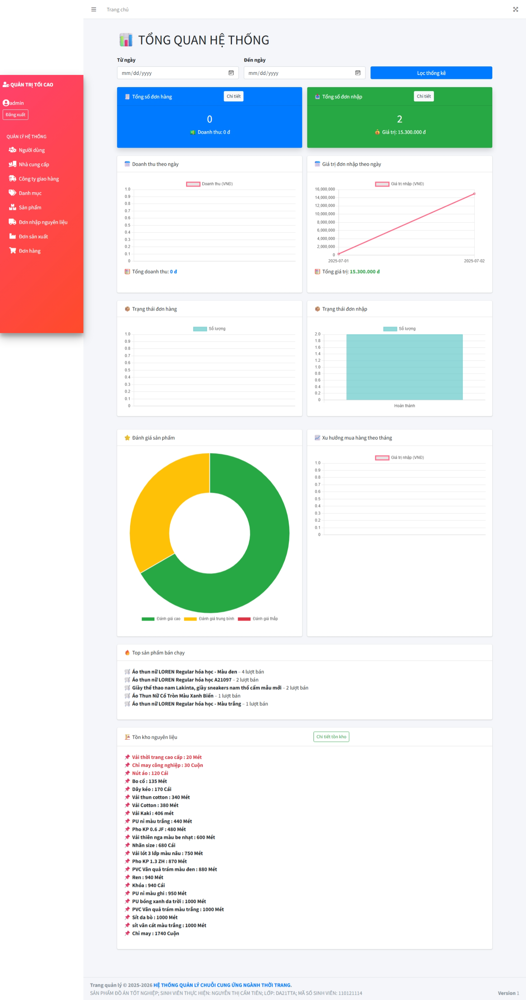 Trang chủ
TỔNG QUAN HỆ THỐNG
Từ ngày
Đến ngày
mm/dd/yyyy
mm/dd/yyyy
Lọc thống kê
QUẢN TRỊ TỐI CAO
admin
Đăng xuất
QUẢN LÝ HỆ THỐNG
Người dùng
Nhà cung cấp
Công ty giao hàng
Danh mục
Sản phẩm
Đơn nhập nguyên liệu
Đơn sản xuất
Đơn hàng
Tổng số đơn hàng
Chi tiết
0
Doanh thu: 0 đ
Tổng số đơn nhập
Chi tiết
2
Giá trị: 15.300.000 đ
Doanh thu theo ngày
Doanh thu (VNĐ)
1.0
0.9
0.8
0.7
0.6
0.5
0.4
0.3
0.2
0.1
0
Tổng doanh thu: 0 đ
Giá trị đơn nhập theo ngày
Giá trị nhập (VNĐ)
16,000,000
14,000,000
12,000,000
10,000,000
8,000,000
6,000,000
4,000,000
2,000,000
0
2025-07-01
2025-07-02
Tổng giá trị: 15.300.000 đ
Trạng thái đơn hàng
Số lượng
1.0
0.9
0.8
0.7
0.6
0.5
0.4
0.3
0.2
0.1
0
Trạng thái đơn nhập
Số lượng
2.0
1.8
1.6
1.4
1.2
1.0
0.8
0.6
0.4
0.2
0
Hoàn thành
Đánh giá sản phẩm
Đánh giá cao
Đánh giá trung bình
Đánh giá thấp
Xu hướng mua hàng theo tháng
Giá trị nhập (VNĐ)
1.0
0.9
0.8
0.7
0.6
0.5
0.4
0.3
0.2
0.1
0
Top sản phẩm bán chạy
Áo thun nữ LOREN Regular hóa học - Màu đen – 4 lượt bán
Áo thun nữ LOREN Regular hóa học A21097 – 2 lượt bán
Giày thể thao nam Lakinta, giày sneakers nam thổ cẩm mẫu mới – 2 lượt bán
Áo Thun Nữ Cổ Tròn Màu Xanh Biển – 1 lượt bán
Áo thun nữ LOREN Regular hóa học - Màu trắng – 1 lượt bán
Tồn kho nguyên liệu
Chi tiết tồn kho
Vải thời trang cao cấp : 20 Mét
Chỉ may công nghiệp : 30 Cuộn
Nút áo : 120 Cái
Bo cổ : 135 Mét
Dây kéo : 170 Cái
Vải thun cotton : 340 Mét
Vải Cotton : 380 Mét
Vải Kaki : 406 mét
PU nỉ màu trắng : 440 Mét
Pho KP 0.6 JF : 480 Mét
Vải thiên nga màu be nhạt : 600 Mét
Nhãn size : 680 Cái
Vải lót 3 lớp màu nâu : 750 Mét
Pho KP 1.3 ZH : 870 Mét
PVC Vân quả trám màu đen : 880 Mét
Ren : 940 Mét
Khóa : 940 Cái
PU nỉ màu ghi : 950 Mét
PU bóng xanh da trời : 1000 Mét
PVC Vân quả trám màu trắng : 1000 Mét
Sít da bò : 1000 Mét
sít vân cát màu trắng : 1000 Mét
Chỉ may : 1740 Cuộn
Trang quản lý © 2025-2026 HỆ THỐNG QUẢN LÝ CHUỖI CUNG ỨNG NGÀNH THỜI TRANG.
SẢN PHẨM ĐỒ ÁN TỐT NGHIỆP; SINH VIÊN THỰC HIỆN: NGUYỄN THỊ CẨM TIÊN; LỚP: DA21TTA; MÃ SỐ SINH VIÊN: 110121114
Version 1